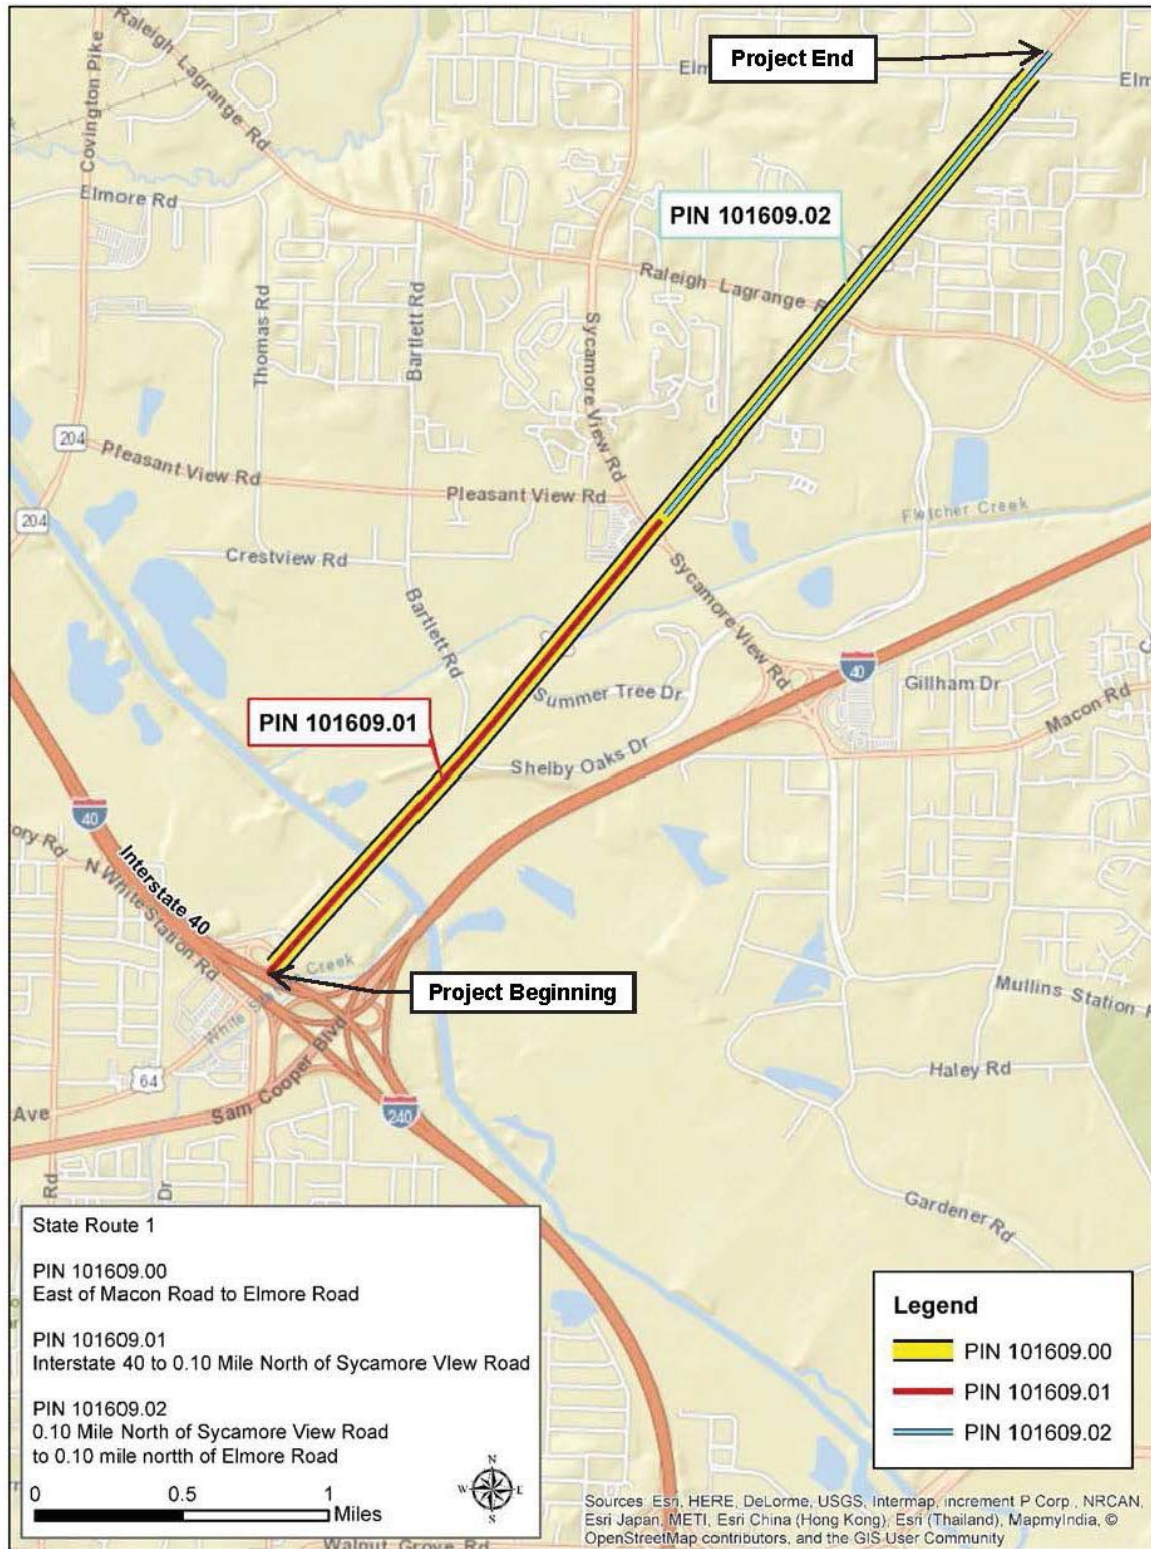 Project End
Raleigh Lagrange Rd
Covington Pike
Elm
Elm
Elmore Rd
PIN 101609.02
Raleigh Lagrange R
Thomas Rd
Bartlett Rd
Sycamore View Rd
204
Pleasant View Rd
Pleasant View Rd
204
Fletcher Creek
Crestview Rd
Bartlett Rd
Sycamore View Rd
40
Gillham Dr
Summer Tree Dr
Macon Rd
PIN 101609.01
Shelby Oaks Dr
40
ory Rd
Interstate 40
N White Station Rd
Creek
Project Beginning
Mullins Station
White
64
Sam Cooper Blvd
Haley Rd
Ave
240
Rd
Dr
Gardener Rd
State Route 1
PIN 101609.00
East of Macon Road to Elmore Road
PIN 101609.01
Interstate 40 to 0.10 Mile North of Sycamore VIew Road
PIN 101609.02
0.10 Mile North of Sycamore View Road
to 0.10 mile nortth of Elmore Road
N
W E
S
0 0.5 1
Miles
Legend
PIN 101609.00
PIN 101609.01
PIN 101609.02
Sources: Esri, HERE, DeLorme, USGS, Intermap, increment P Corp., NRCAN,
Esri Japan, METI, Esri China (Hong Kong), Esri (Thailand), MapmyIndia, ©
OpenStreetMap contributors, and the GIS User Community
Walnut Grove Rd